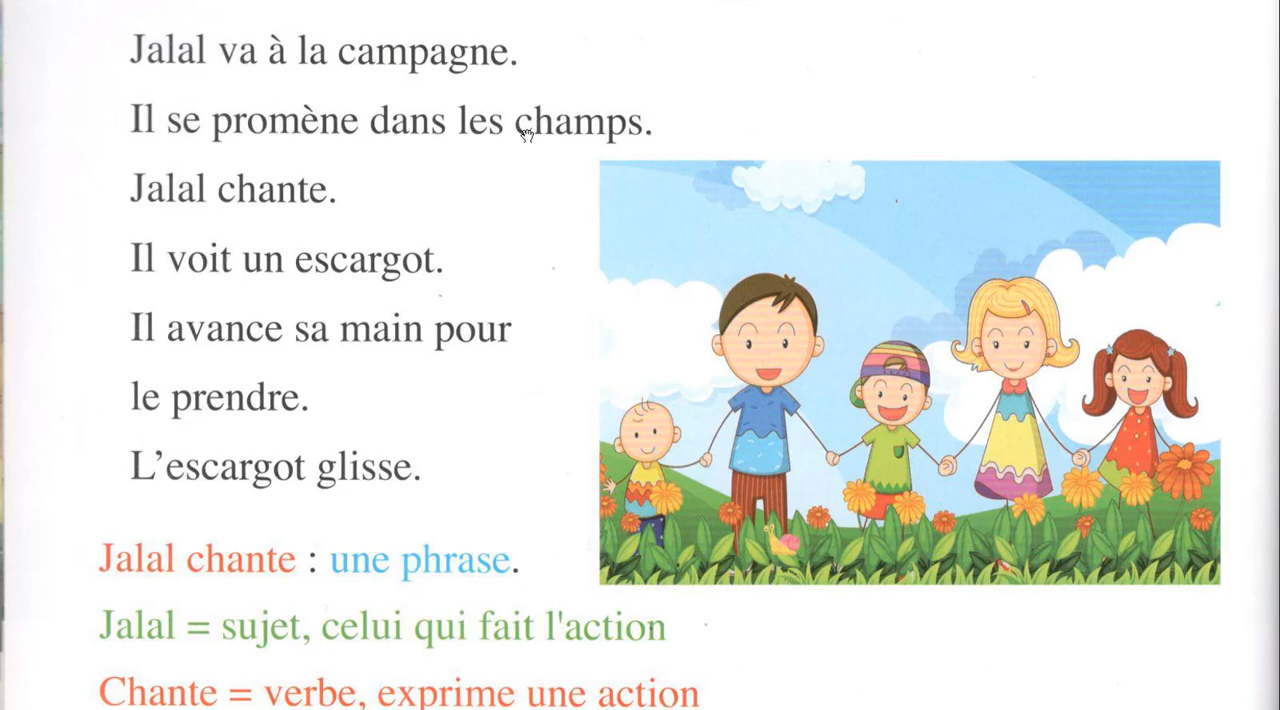 Jalal va à la campagne.
Il se promène dans les champs.
Jalal chante.
Il voit un escargot.
Il avance sa main pour
le prendre.
L'escargot glisse.
Jalal chante : une phrase.
Jalal = sujet, celui qui fait l'action
Chante = verbe, exprime une action